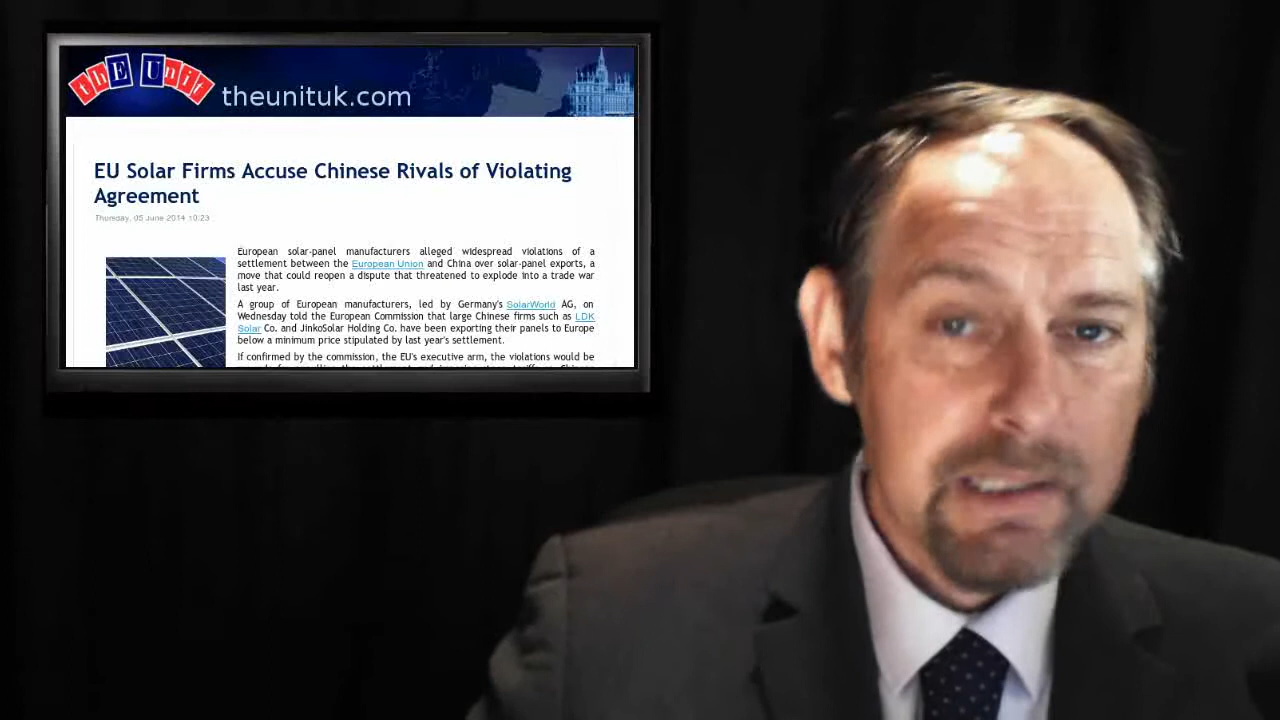 thE Unit
theunituk.com
EU Solar Firms Accuse Chinese Rivals of Violating
Agreement
Thursday, 05 June 2014 10:23
European solar-panel manufacturers alleged widespread violations of a
settlement between the European Union and China over solar-panel exports, a
move that could reopen a dispute that threatened to explode into a trade war
last year.
A group of European manufacturers, led by Germany's SolarWorld AG, on
Wednesday told the European Commission that large Chinese firms such as LDK
Solar Co. and JinkoSolar Holding Co. have been exporting their panels to Europe
below a minimum price stipulated by last year's settlement.
If confirmed by the commission, the EU's executive arm, the violations would be